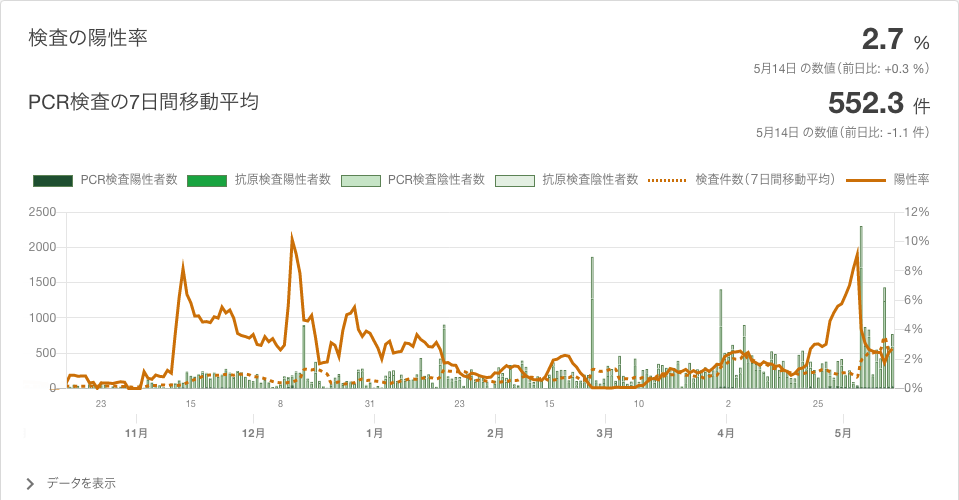 検査の陽性率
2.7 %
5月14日 の数値（前日比: +0.3 %）
PCR検査の7日間移動平均
552.3 件
5月14日 の数値（前日比: -1.1 件）
PCR検査陽性者数 抗原検査陽性者数 PCR検査陰性者数 抗原検査陰性者数 検査件数（7日間移動平均） 陽性率
2500 12%
2000 10%
1500 8%
1000 6%
500 4%
0 2%
0%
23 15 8 31 23 15 10 2 25
11月 12月 1月 2月 3月 4月 5月
データを表示